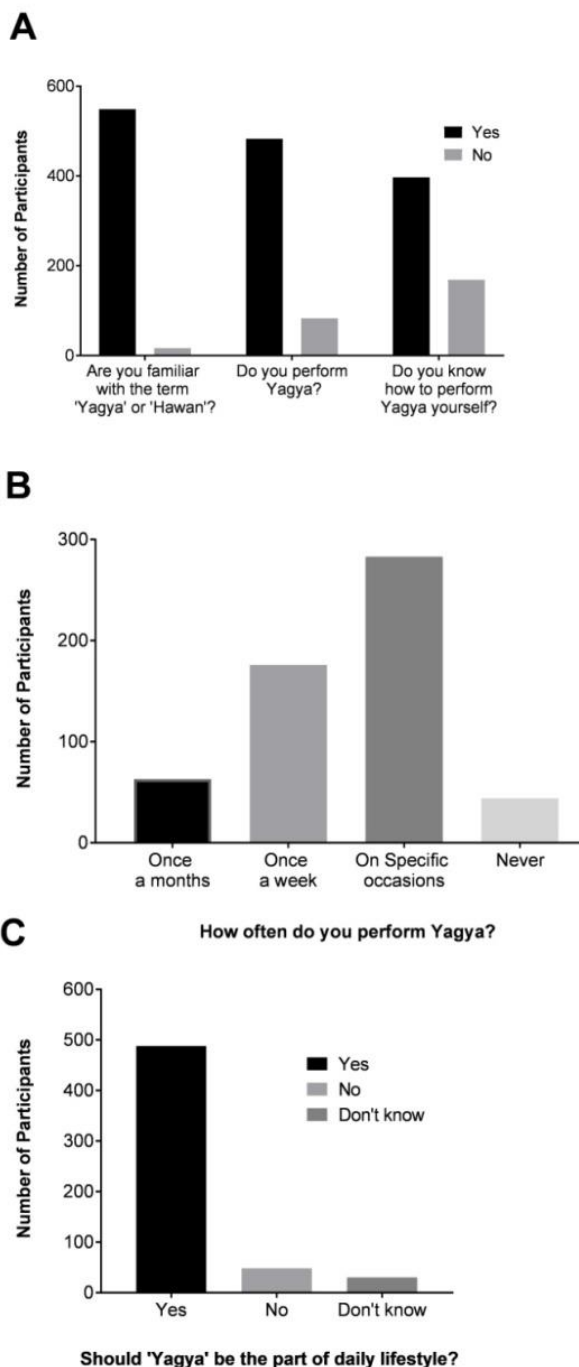 A
Number of Participants
600
400
200
0
Yes
No
Are you familiar
with the term
'Yagya' or 'Hawan'?
Do you perform
Yagya?
Do you know
how to perform
Yagya yourself?
B
Number of Participants
300
200
100
0
Once
a months
Once
a week
On Specific
occasions
Never
How often do you perform Yagya?
C
Number of Participants
600
500
400
300
200
100
0
Yes
No
Don't know
Yes
No
Don't know
Should 'Yagya' be the part of daily lifestyle?